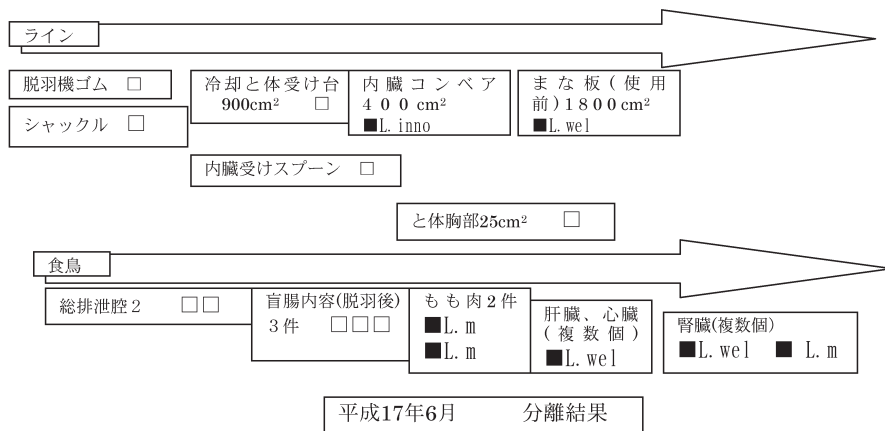 ライン
脱羽機ゴム □
シャックル □
冷却と体受け台
900cm² □
内臓コンベア
400cm²
■L.inno
まな板(使用
前)1800cm²
■L.wel
内臓受けスプーン □
と体胸部25cm² □
食鳥
総排泄腔2 □□
盲腸内容(脱羽後)
3件 □□□
もも肉2件
■L.m
■L.m
肝臓、心臓
(複数個)
■L.wel
腎臓(複数個)
■L.wel ■ L.m
平成17年6月 分離結果